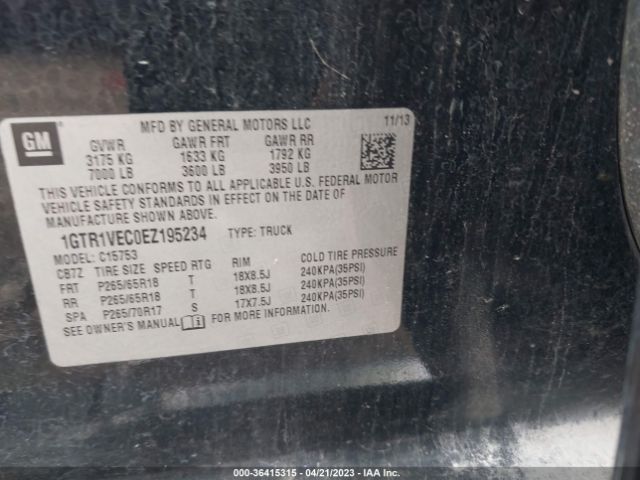 GM
MFD BY GENERAL MOTORS LLC 11/13
GVWR GAWR FRT GAWR RR
3175 KG 1633 KG 1792 KG
7000 LB 3600 LB 3950 LB
THIS VEHICLE CONFORMS TO ALL APPLICABLE U.S. FEDERAL MOTOR
VEHICLE SAFETY STANDARDS IN EFFECT ON THE DATE OF
MANUFACTURE SHOWN ABOVE.
1GTR1VEC0EZ195234 TYPE: TRUCK
MODEL: C15753
CB7Z TIRE SIZE SPEED RTG RIM COLD TIRE PRESSURE
FRT P265/65R18 T 18X8.5J 240KPA(35PSI)
RR P265/65R18 T 18X8.5J 240KPA(35PSI)
SPA P265/70R17 S 17X7.5J 240KPA(35PSI)
SEE OWNER'S MANUAL FOR MORE INFORMATION.
000-36415315 - 04/21/2023 - IAA Inc.